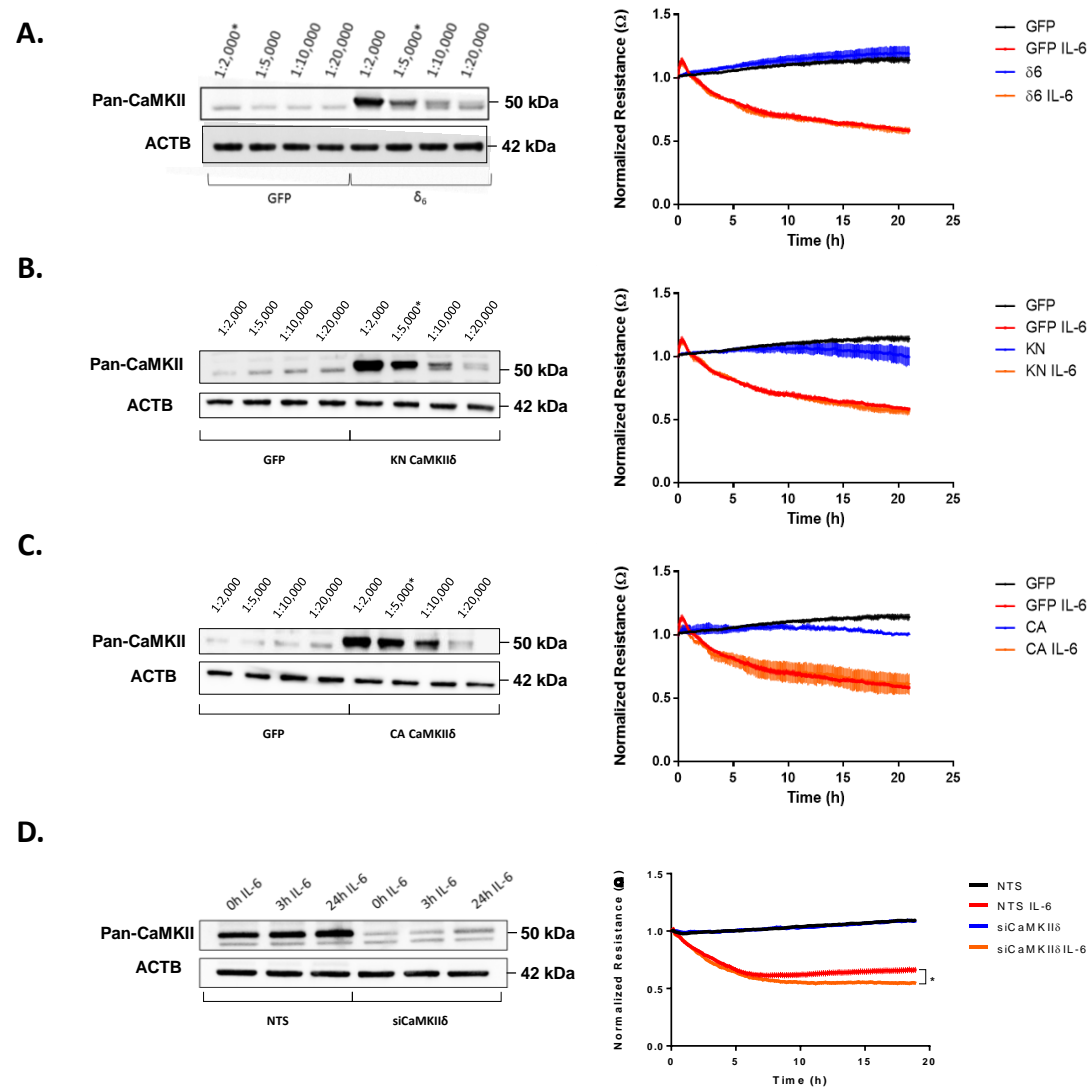 A.
1:2,000* 1:5,000 1:10,000 1:20,000 1:2,000 1:5,000* 1:10,000 1:20,000
Pan-CaMKII
50 kDa
ACTB
42 kDa
GFP δ6
Normalized Resistance (Ω)
1.5
1.0
0.5
0.0
0 5 10 15 20 25
Time (h)
GFP
GFP IL-6
δ6
δ6 IL-6
B.
1:2,000 1:5,000 1:10,000 1:20,000 1:2,000 1:5,000* 1:10,000 1:20,000
Pan-CaMKII
50 kDa
ACTB
42 kDa
GFP KN CaMKIIδ
Normalized Resistance (Ω)
1.5
1.0
0.5
0.0
0 5 10 15 20 25
Time (h)
GFP
GFP IL-6
KN
KN IL-6
C.
1:2,000 1:5,000 1:10,000 1:20,000 1:2,000 1:5,000* 1:10,000 1:20,000
Pan-CaMKII
50 kDa
ACTB
42 kDa
GFP CA CaMKIIδ
Normalized Resistance (Ω)
1.5
1.0
0.5
0.0
0 5 10 15 20 25
Time (h)
GFP
GFP IL-6
CA
CA IL-6
D.
0h IL-6 3h IL-6 24h IL-6 0h IL-6 3h IL-6 24h IL-6
Pan-CaMKII
50 kDa
ACTB
42 kDa
NTS siCaMKIIδ
Normalized Resistance
1.5
1.0
0.5
0.0
0 5 10 15 20
Time (h)
NTS
NTS IL-6
siCaMKIIδ
siCaMKIIδ IL-6
*